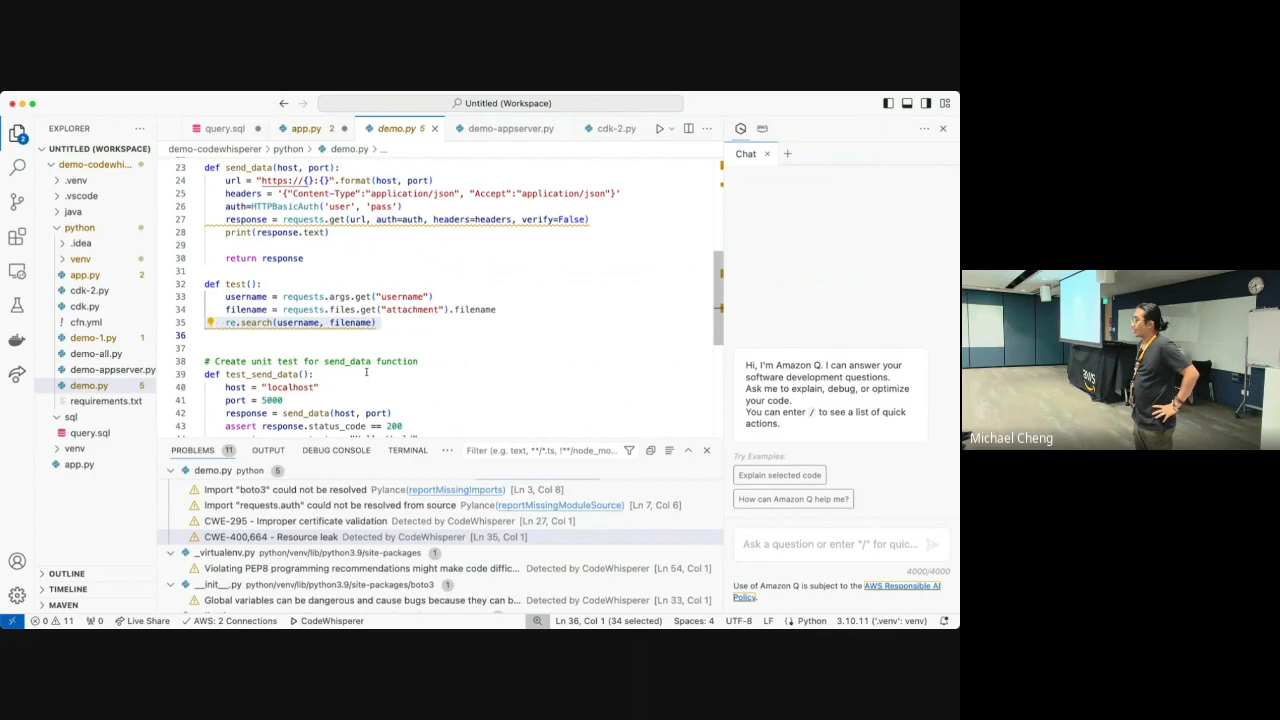 Untitled (Workspace)
EXPLORER
UNTITLED (WORKSPACE)
demo-codewhi...
.venv
.vscode
java
python
.idea
venv
app.py 2
cdk-2.py
cdk.py
cfn.yml
demo-1.py 1
demo-all.py
demo-appserver.py
demo.py 5
requirements.txt
sql
query.sql
venv
app.py
OUTLINE
TIMELINE
MAVEN
2
query.sql
app.py 2
demo.py 5
demo-appserver.py
cdk-2.py
demo-codewhisperer > python > demo.py > ...
23 def send_data(host, port):
24 url = "https://{}:{}".format(host, port)
25 headers = '{"Content-Type":"application/json", "Accept":"application/json"}'
26 auth=HTTPBasicAuth('user', 'pass')
27 response = requests.get(url, auth=auth, headers=headers, verify=False)
28 print(response.text)
29
30 return response
31
32 def test():
33 username = requests.args.get("username")
34 filename = requests.files.get("attachment").filename
35 re.search(username, filename)
36
37
38 # Create unit test for send_data function
39 def test_send_data():
40 host = "localhost"
41 port = 5000
42 response = send_data(host, port)
43 assert response.status_code == 200
PROBLEMS 11 OUTPUT DEBUG CONSOLE TERMINAL ... Filter (e.g. text, **/*.ts, !**/node_mo...
demo.py python 5
Import "boto3" could not be resolved Pylance(reportMissingImports) [Ln 3, Col 8]
Import "requests.auth" could not be resolved from source Pylance(reportMissingModuleSource) [Ln 7, Col 6]
CWE-295 - Improper certificate validation Detected by CodeWhisperer [Ln 27, Col 1]
CWE-400,664 - Resource leak Detected by CodeWhisperer [Ln 35, Col 1]
_virtualenv.py python/venv/lib/python3.9/site-packages 1
Violating PEP8 programming recommendations might make code diffic... Detected by CodeWhisperer [Ln 54, Col 1]
__init__.py python/venv/lib/python3.9/site-packages/boto3 1
Global variables can be dangerous and cause bugs because they can b... Detected by CodeWhisperer [Ln 33, Col 1]
aws
Chat
Hi, I'm Amazon Q. I can answer your
software development questions.
Ask me to explain, debug, or optimize
your code.
You can enter / to see a list of quick
actions.
Try Examples:
Explain selected code
How can Amazon Q help me?
Ask a question or enter "/" for quic...
4000/4000
Use of Amazon Q is subject to the AWS Responsible AI
Policy.
0 11 0 Live Share AWS: 2 Connections CodeWhisperer Ln 36, Col 1 (34 selected) Spaces: 4 UTF-8 LF Python 3.10.11 ('.venv': venv)
aws
Michael Cheng